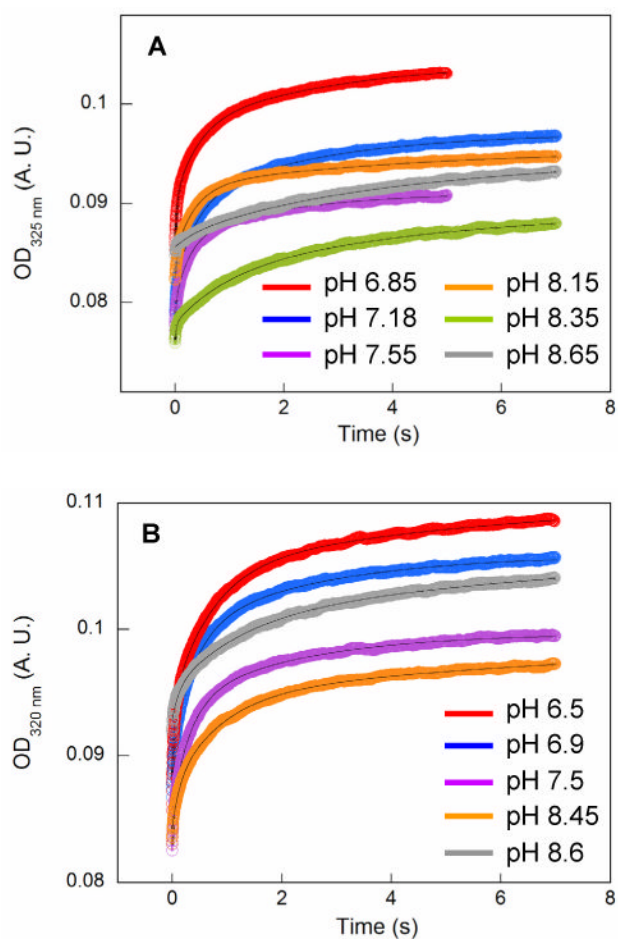 A
0.1
0.09
0.08
OD325 nm (A. U.)
pH 6.85
pH 7.18
pH 7.55
pH 8.15
pH 8.35
pH 8.65
0 2 4 6 8
Time (s)
B
0.11
0.1
0.09
0.08
OD320 nm (A. U.)
pH 6.5
pH 6.9
pH 7.5
pH 8.45
pH 8.6
0 2 4 6 8
Time (s)